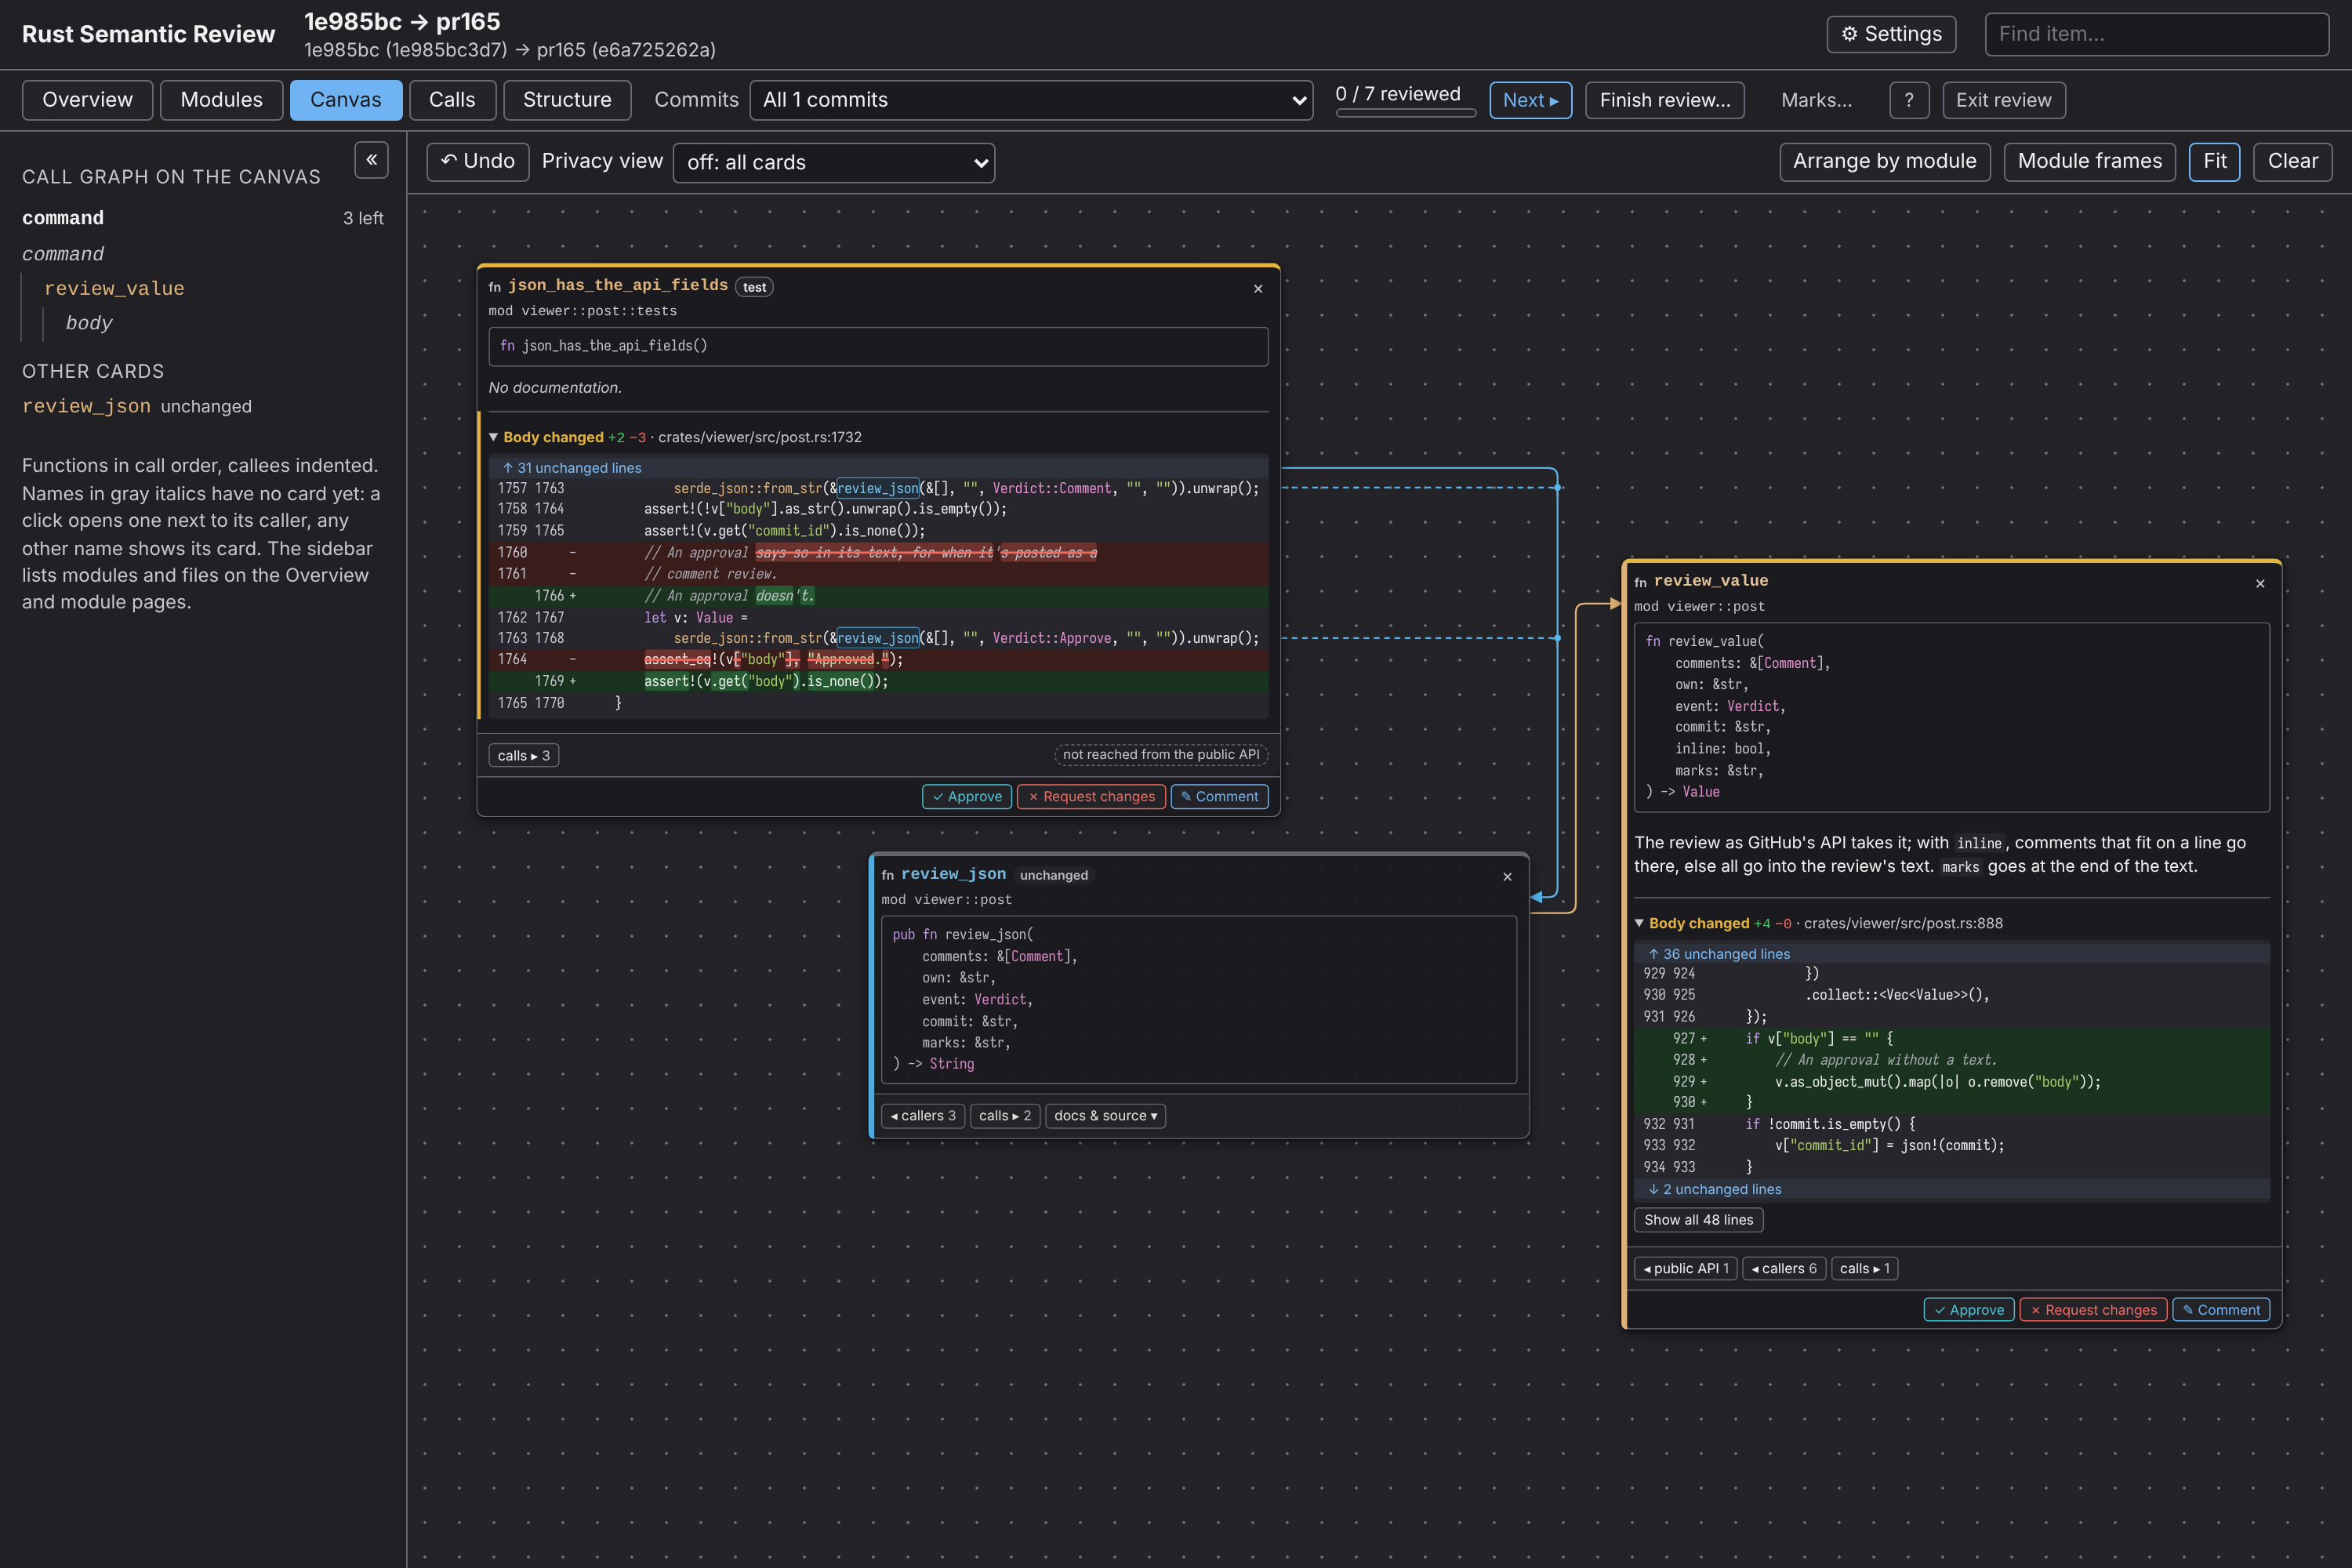 Rust Semantic Review
1e985bc → pr165
1e985bc (1e985bc3d7) → pr165 (e6a725262a)
⚙ Settings
Find item...
Overview
Modules
Canvas
Calls
Structure
Commits
All 1 commits
0 / 7 reviewed
Next ▸
Finish review...
Marks...
?
Exit review
«
CALL GRAPH ON THE CANVAS
command 3 left
command
review_value
body
OTHER CARDS
review_json unchanged
Functions in call order, callees indented.
Names in gray italics have no card yet: a
click opens one next to its caller, any
other name shows its card. The sidebar
lists modules and files on the Overview
and module pages.
↶ Undo
Privacy view
off: all cards
Arrange by module
Module frames
Fit
Clear
fn json_has_the_api_fields test ×
mod viewer::post::tests
fn json_has_the_api_fields()
No documentation.
▼ Body changed +2 −3 · crates/viewer/src/post.rs:1732
↑ 31 unchanged lines
1757 1763 serde_json::from_str(&review_json(&[], "", Verdict::Comment, "", "")).unwrap();
1758 1764 assert!(!v["body"].as_str().unwrap().is_empty());
1759 1765 assert!(v.get("commit_id").is_none());
1760 − // An approval says so in its text, for when it's posted as a
1761 − // comment review.
1766 + // An approval doesn't.
1762 1767 let v: Value =
1763 1768 serde_json::from_str(&review_json(&[], "", Verdict::Approve, "", "")).unwrap();
1764 − assert_eq!(v["body"], "Approved.");
1769 + assert!(v.get("body").is_none());
1765 1770 }
calls ▸ 3
not reached from the public API
✓ Approve
× Request changes
✎ Comment
fn review_json unchanged ×
mod viewer::post
pub fn review_json(
comments: &[Comment],
own: &str,
event: Verdict,
commit: &str,
marks: &str,
) -> String
◂ callers 3
calls ▸ 2
docs & source ▾
fn review_value ×
mod viewer::post
fn review_value(
comments: &[Comment],
own: &str,
event: Verdict,
commit: &str,
inline: bool,
marks: &str,
) -> Value
The review as GitHub's API takes it; with inline, comments that fit on a line go
there, else all go into the review's text. marks goes at the end of the text.
▼ Body changed +4 −0 · crates/viewer/src/post.rs:888
↑ 36 unchanged lines
929 924 })
930 925 .collect::<Vec<Value>>(),
931 926 });
927 + if v["body"] == "" {
928 + // An approval without a text.
929 + v.as_object_mut().map(|o| o.remove("body"));
930 + }
932 931 if !commit.is_empty() {
933 932 v["commit_id"] = json!(commit);
934 933 }
↓ 2 unchanged lines
Show all 48 lines
◂ public API 1
◂ callers 6
calls ▸ 1
✓ Approve
× Request changes
✎ Comment